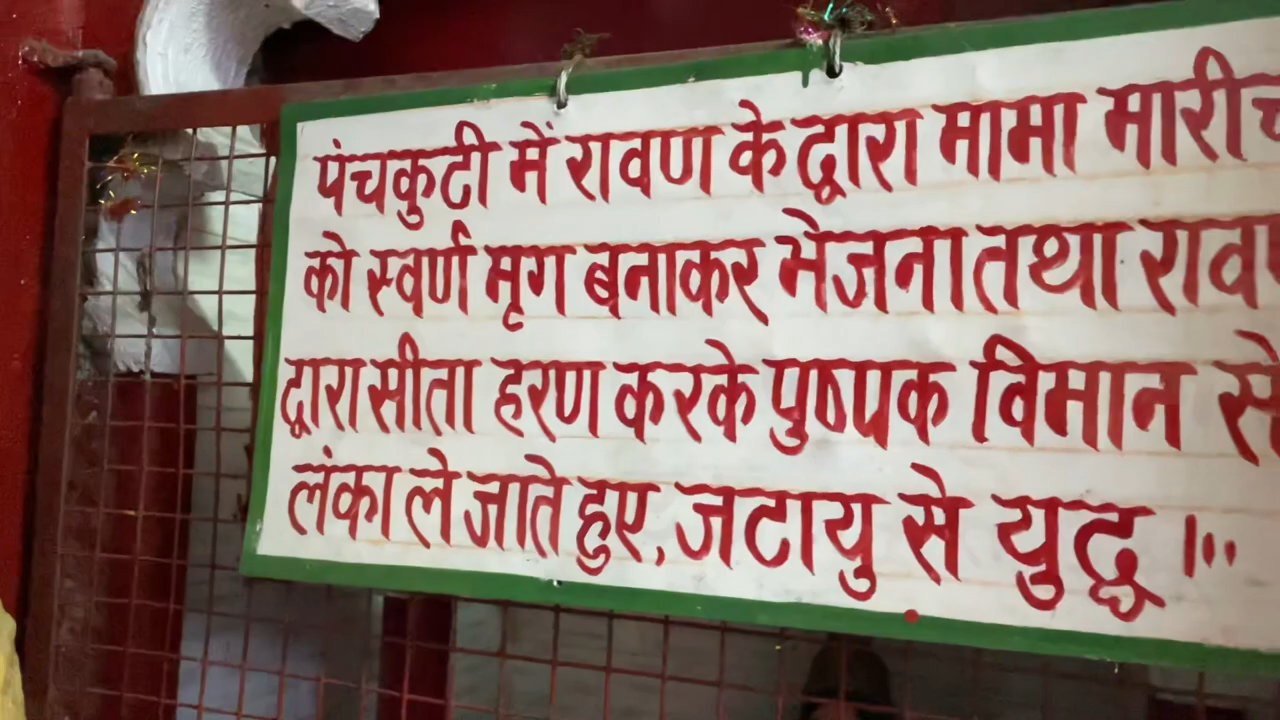 पंचकुटी में रावण के द्वारा मामा मारीच
को स्वर्ण मृग बनाकर भेजना तथा रावण
द्वारा सीता हरण करके पुष्पक विमान से
लंका ले जाते हुए, जटायु से युद्ध ।